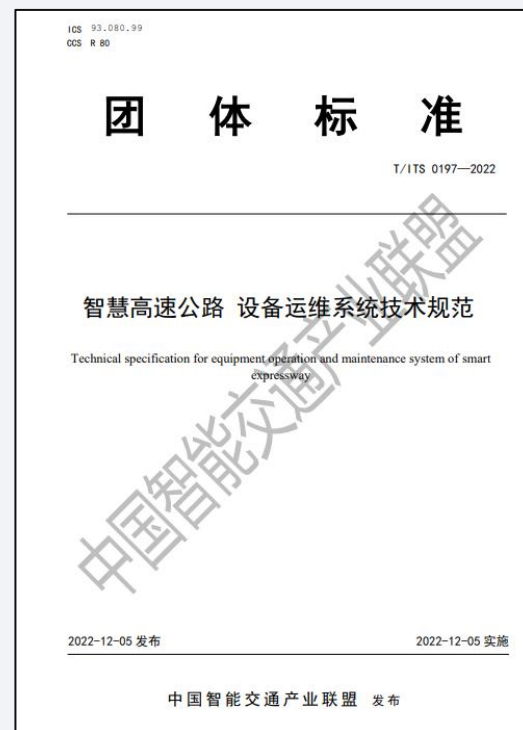 ICS 93.080.99
CCS R 80
团 体 标 准
T/ITS 0197—2022
智慧高速公路 设备运维系统技术规范
Technical specification for equipment operation and maintenance system of smart
expressway
中国智能交通产业联盟
2022-12-05 发布
2022-12-05 实施
中国智能交通产业联盟 发布